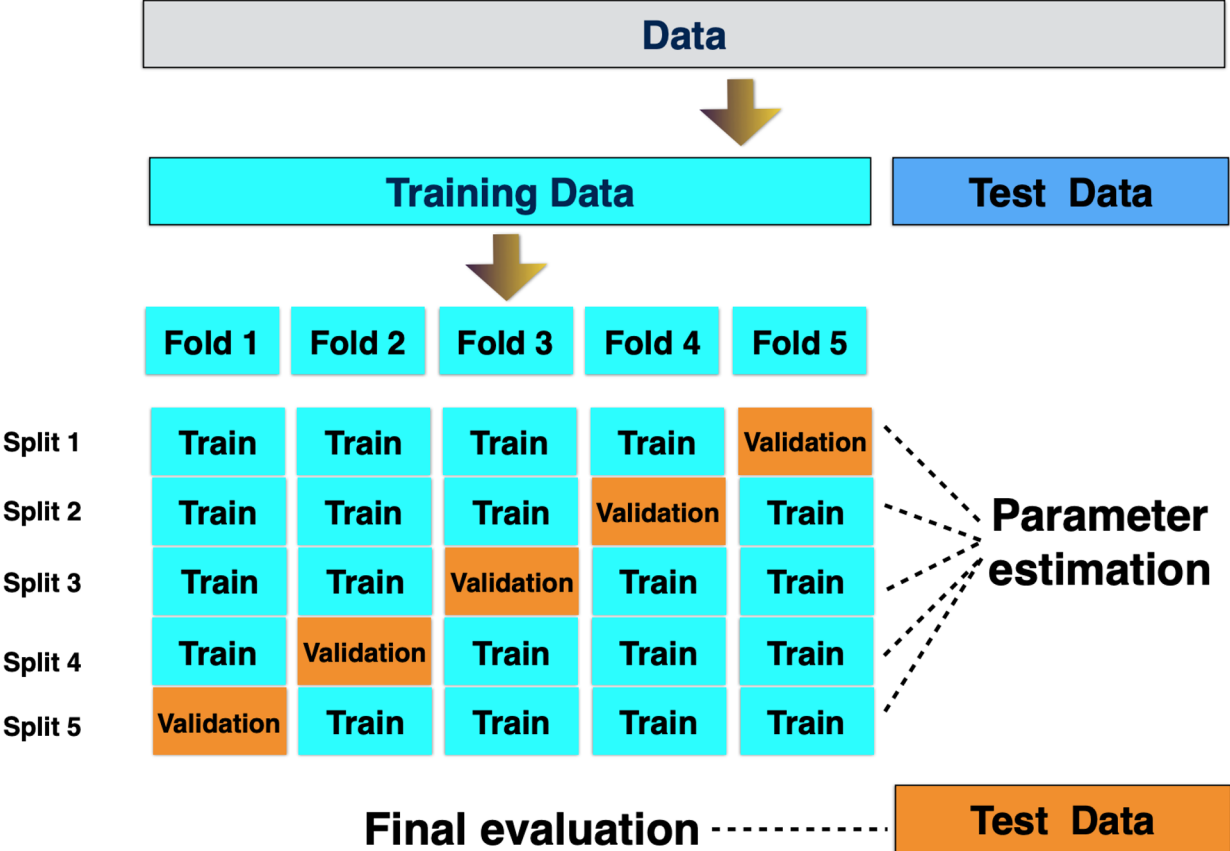 Data
Training Data Test Data
Fold 1 Fold 2 Fold 3 Fold 4 Fold 5
Split 1 Train Train Train Train Validation
Split 2 Train Train Train Validation Train
Split 3 Train Train Validation Train Train
Split 4 Train Validation Train Train Train
Split 5 Validation Train Train Train Train
Parameter
estimation
Final evaluation Test Data